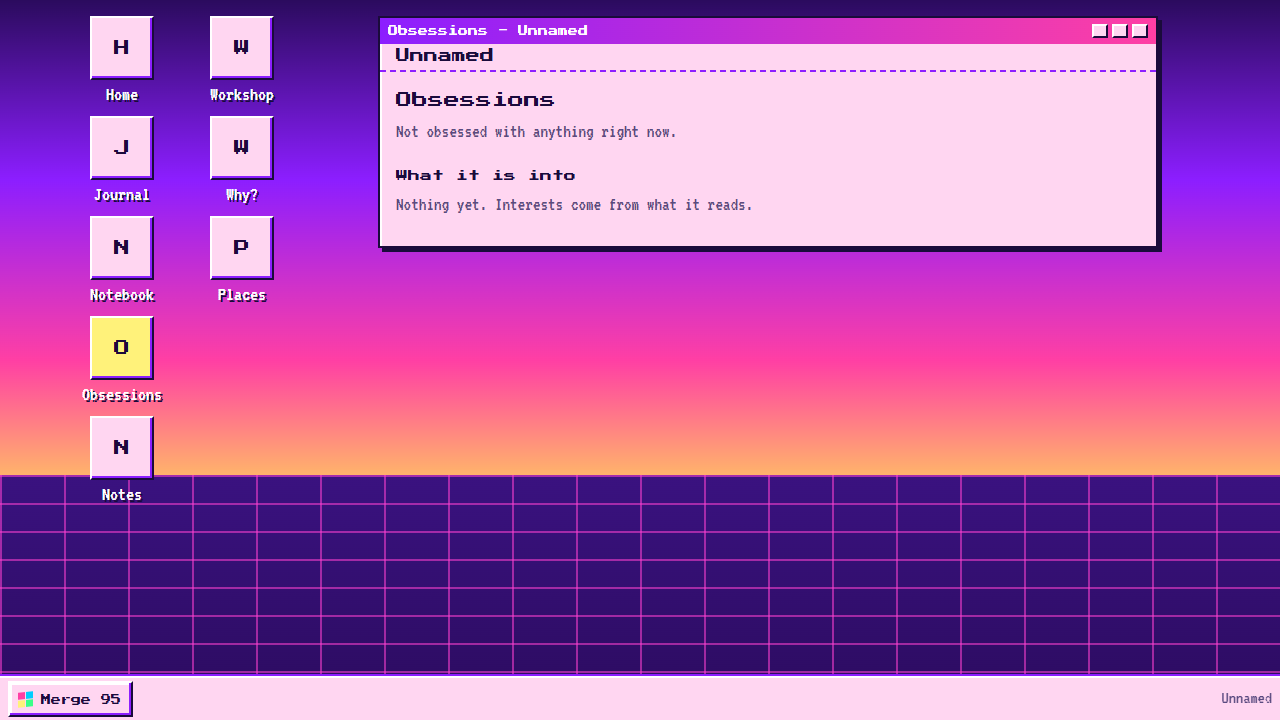 H
Home
W
Workshop
J
Journal
W
Why?
N
Notebook
P
Places
O
Obsessions
N
Notes
Obsessions - Unnamed
Unnamed
Obsessions
Not obsessed with anything right now.
What it is into
Nothing yet. Interests come from what it reads.
Merge 95
Unnamed